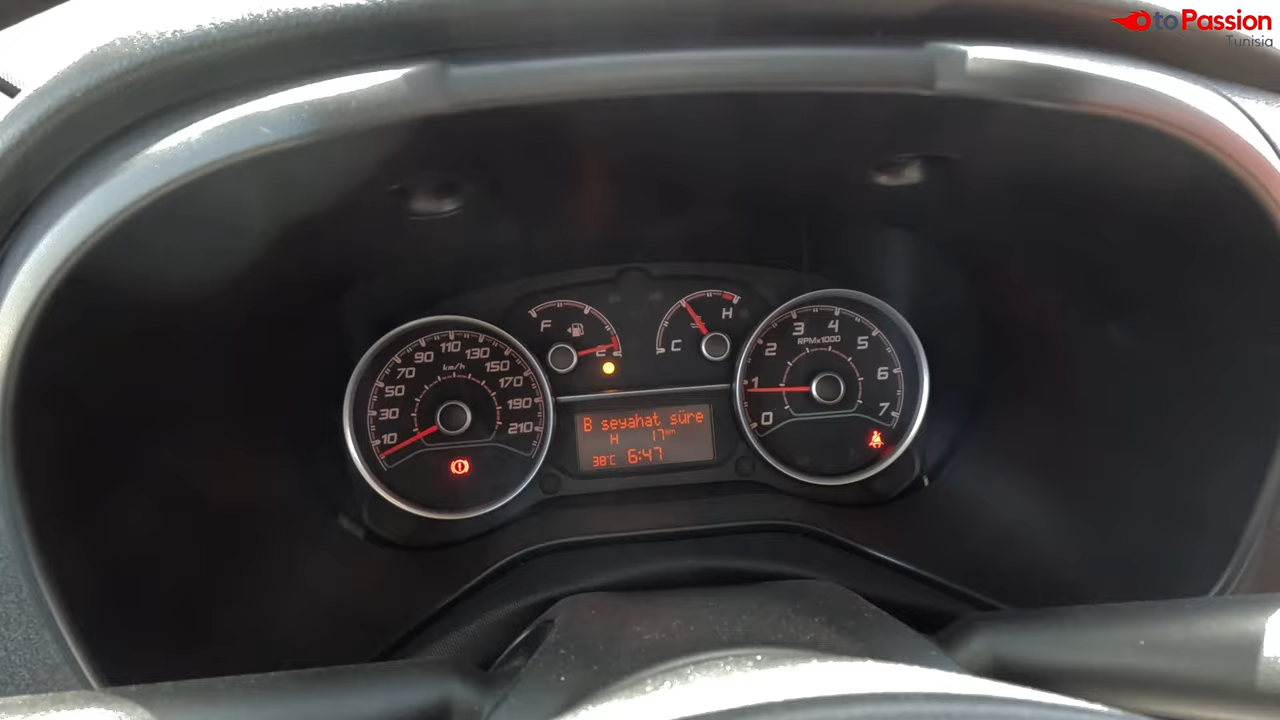 toPassion
Tunisia
F
E
C
H
10
30
50
70
90
110
130
150
170
190
210
km/h
0
1
2
3
4
5
6
7
RPMx1000
B seyahat süre
H 17km
38°C 6:47